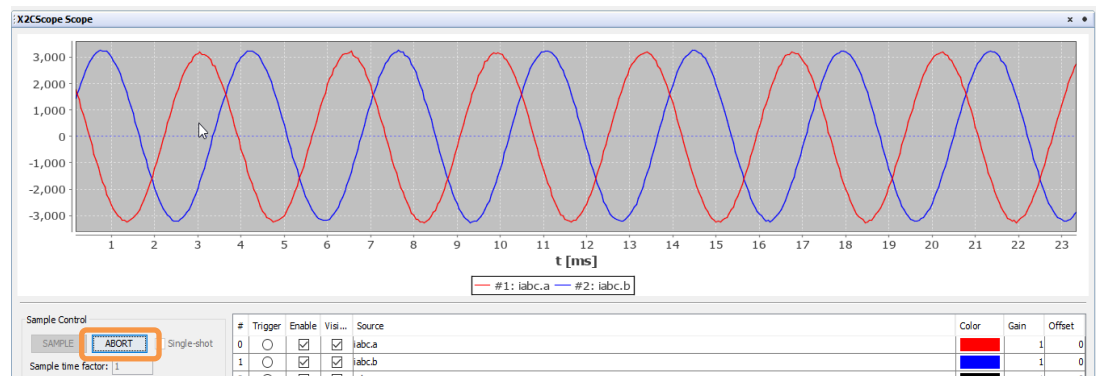 X2CScope Scope
3,000
2,000
1,000
0
-1,000
-2,000
-3,000
1 2 3 4 5 6 7 8 9 10 11 12 13 14 15 16 17 18 19 20 21 22 23
t [ms]
#1: iabc.a #2: iabc.b
Sample Control
SAMPLE ABORT Single-shot
Sample time factor: 1
# Trigger Enable Visi... Source Color Gain Offset
0 iabc.a 1 0
1 iabc.b 1 0